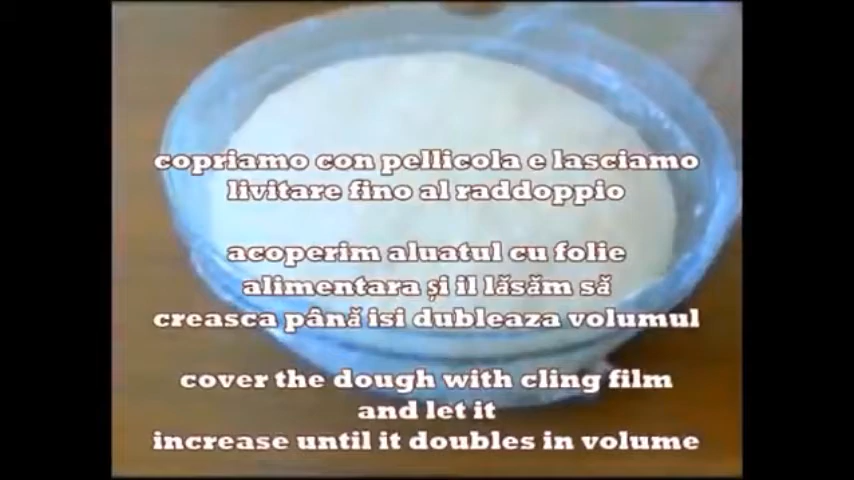 copriamo con pellicola e lasciamo
livitare fino al raddoppio
acoperim aluatul cu folie
alimentara și il lăsăm să
creasca până isi dubleaza volumul
cover the dough with cling film
and let it
increase until it doubles in volume